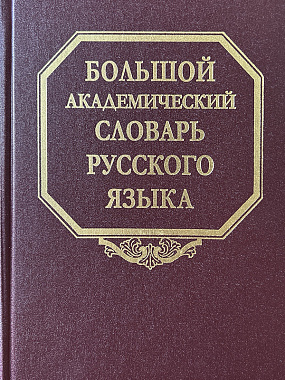 БОЛЬШОЙ
АКАДЕМИЧЕСКИЙ
СЛОВАРЬ
РУССКОГО
ЯЗЫКА